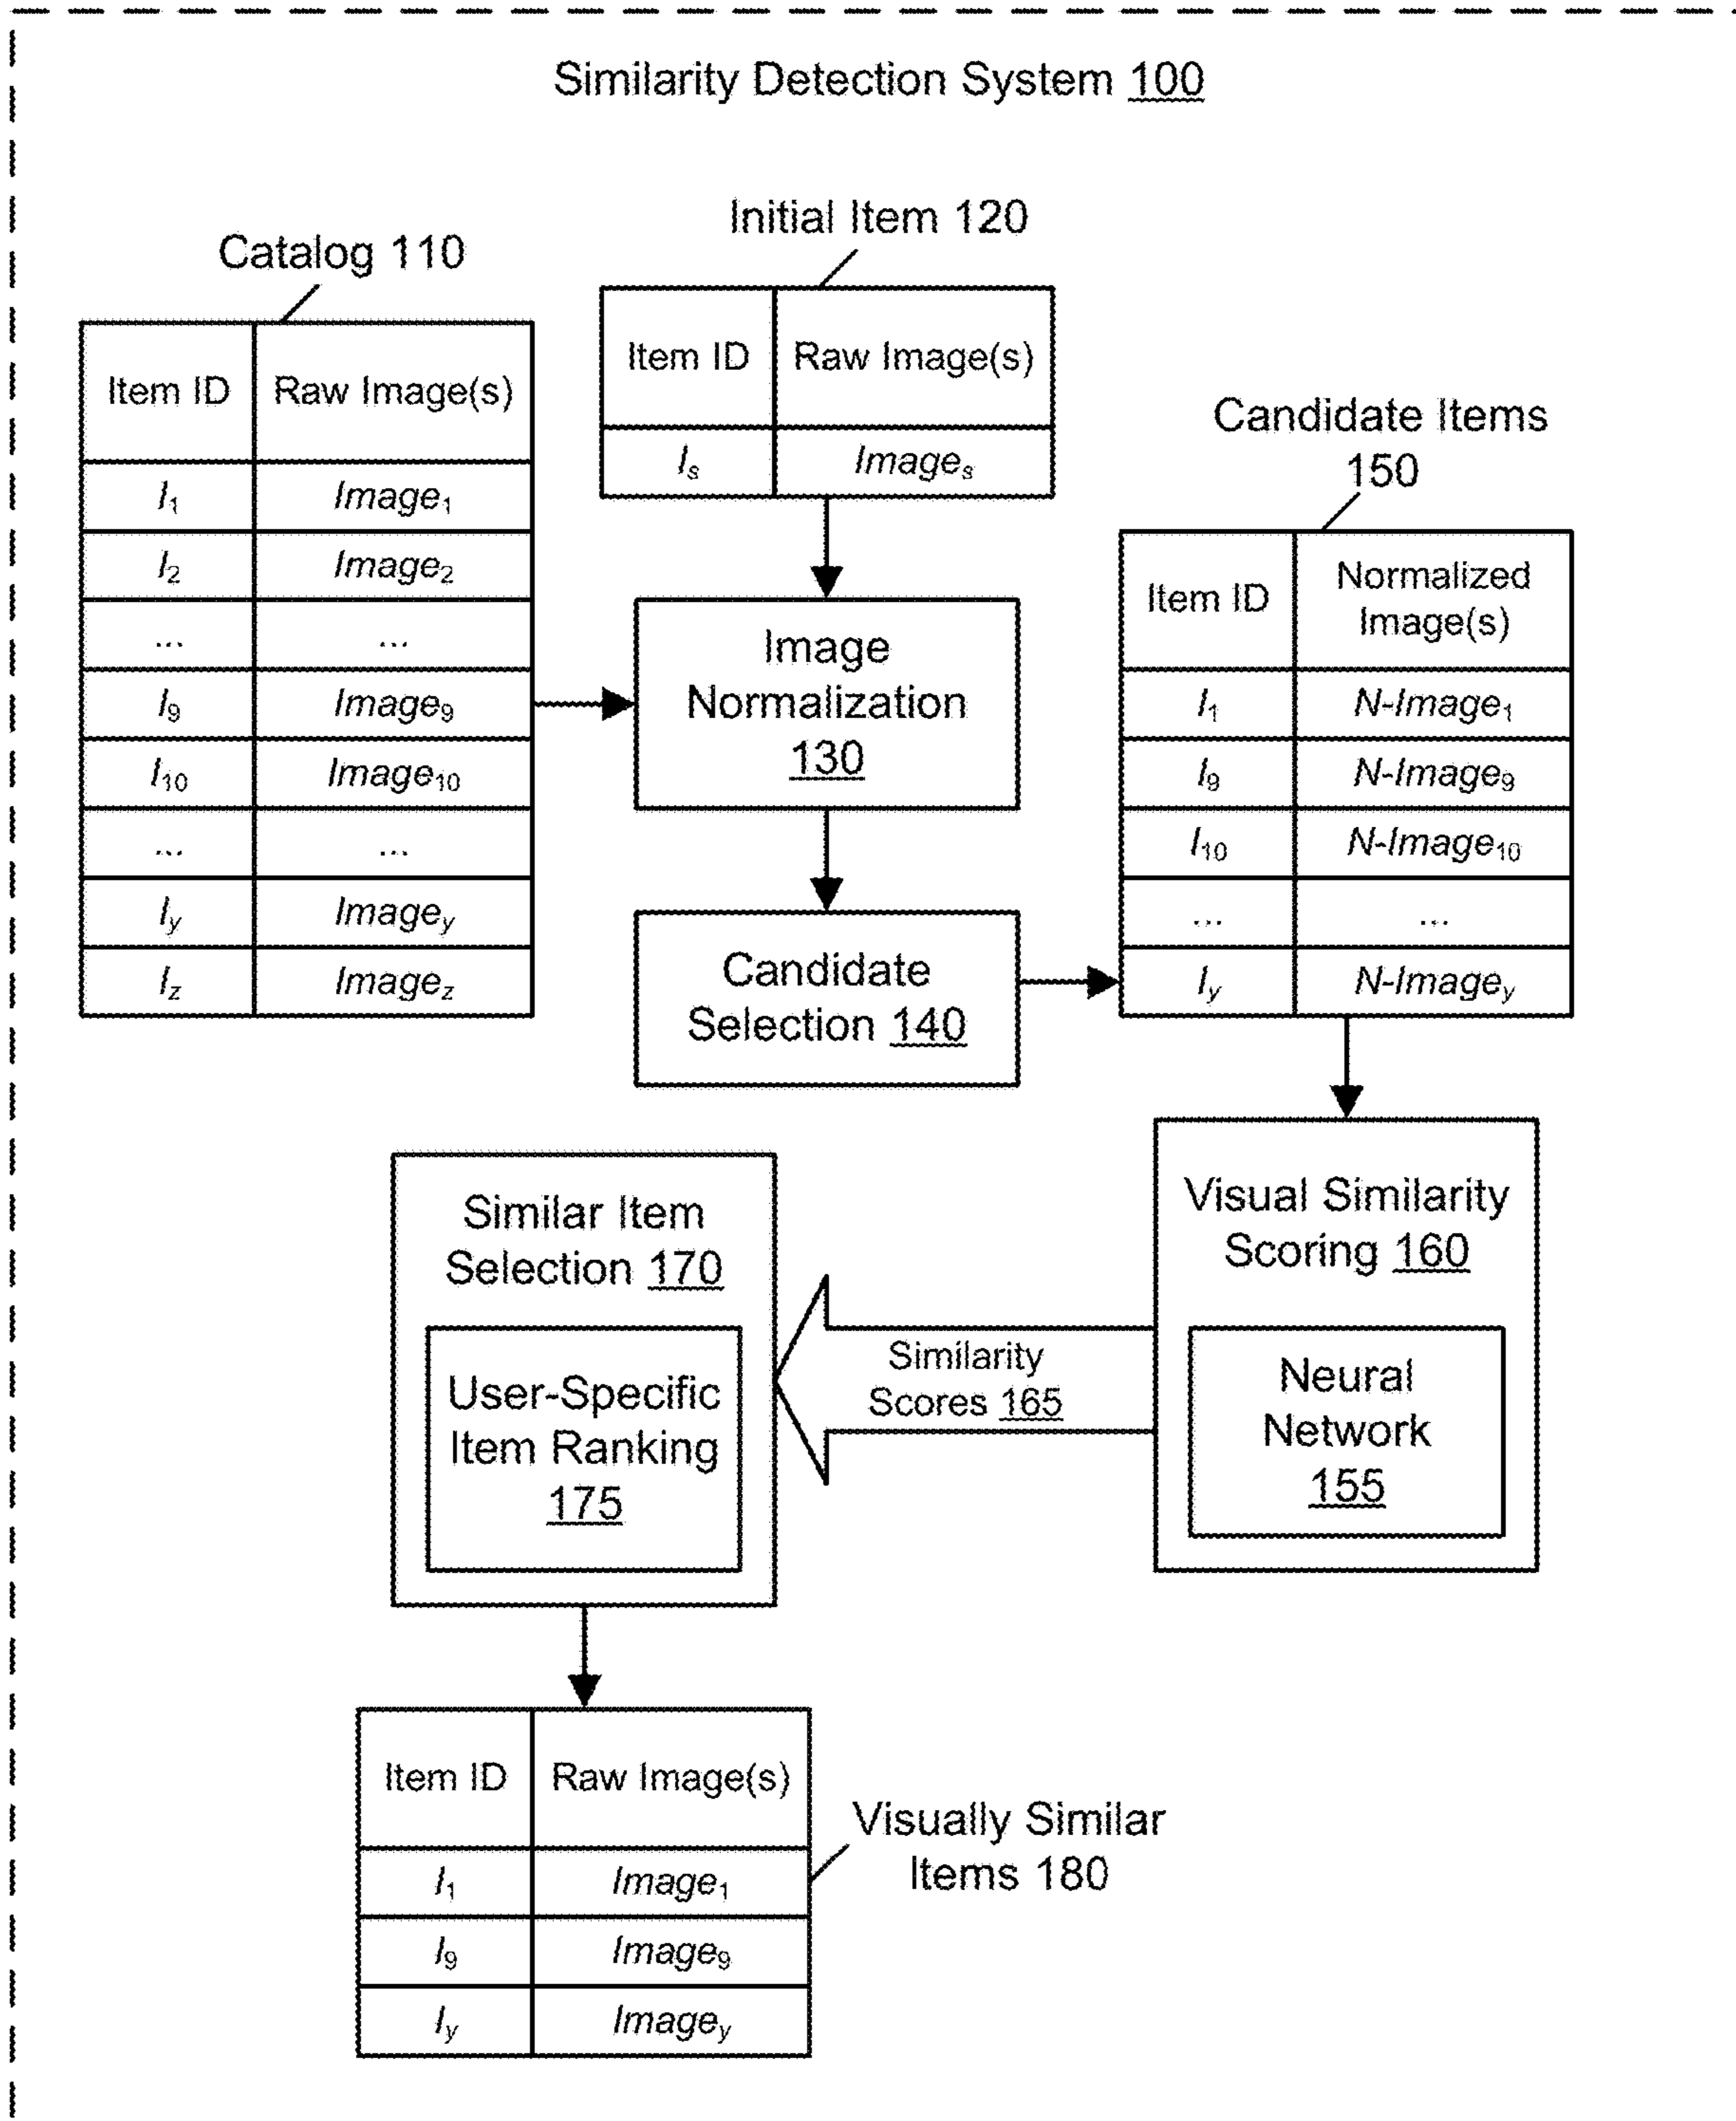 Similarity Detection System 100
Initial Item 120
Catalog 110
Item ID Raw Image(s)
I₁ Image₁
I₂ Image₂
... ...
I₉ Image₉
I₁₀ Image₁₀
... ...
Iy Imagey
Iz Imagez
Item ID Raw Image(s)
Is Images
Image
Normalization
130
Candidate
Selection 140
Candidate Items
150
Item ID Normalized
Image(s)
I₁ N-Image₁
I₉ N-Image₉
I₁₀ N-Image₁₀
... ...
Iy N-Imagey
Visual Similarity
Scoring 160
Neural
Network
155
Similarity
Scores 165
Similar Item
Selection 170
User-Specific
Item Ranking
175
Item ID Raw Image(s)
I₁ Image₁
I₉ Image₉
Iy Imagey
Visually Similar
Items 180